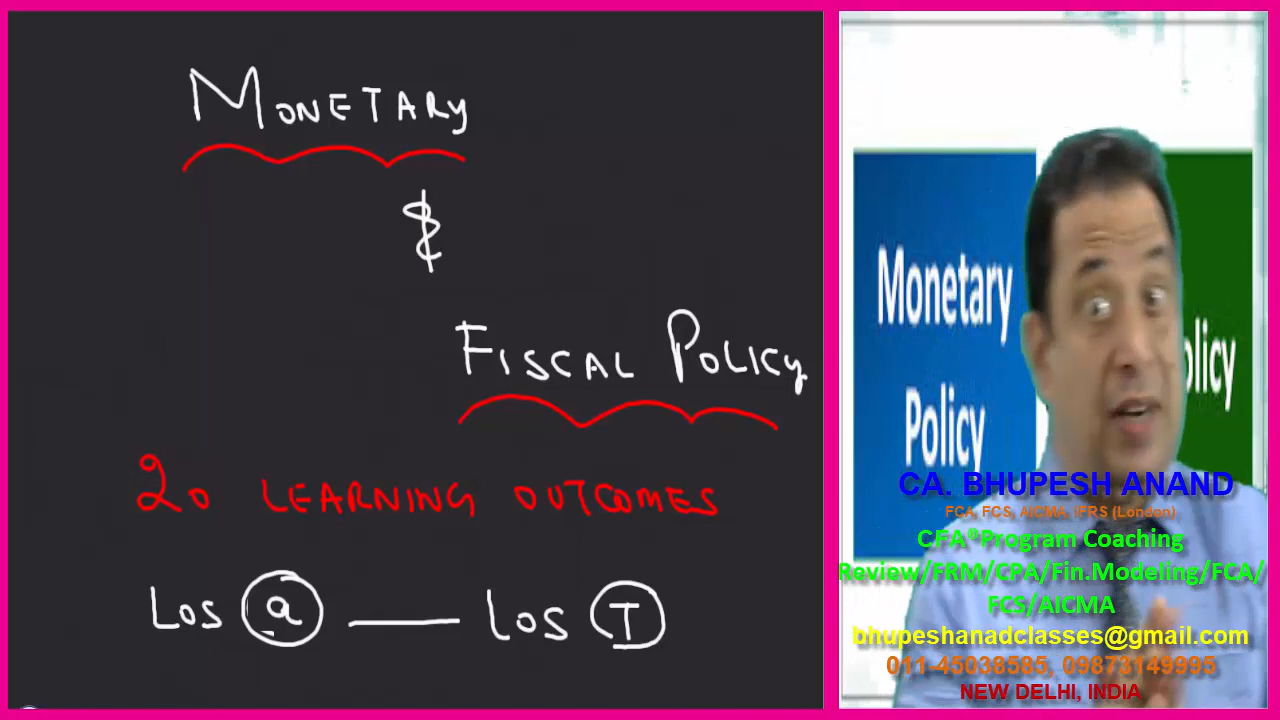 MONETARY
&
FISCAL POLICY
20 LEARNING OUTCOMES
LOS a — LOS T
Monetary
Policy
olicy
CA. BHUPESH ANAND
FCA, FCS, AICMA, IFRS (London)
CFA®Program Coaching
Review/FRM/CPA/Fin.Modeling/FCA/
FCS/AICMA
bhupeshanadclasses@gmail.com
011-45038585, 09873149995
NEW DELHI, INDIA